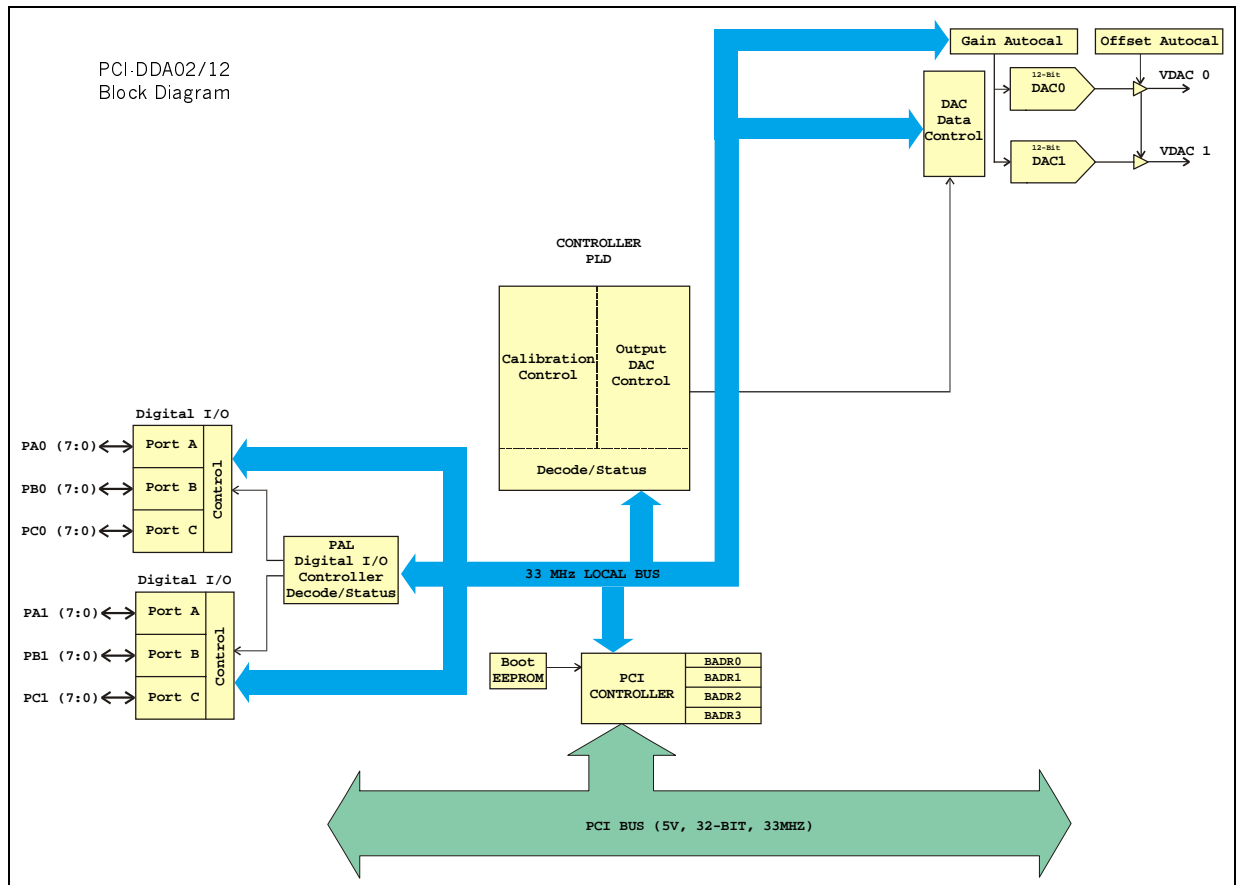 PCI-DDA02/12
Block Diagram
Gain Autocal
Offset Autocal
12-Bit
DAC0
VDAC 0
DAC
Data
Control
12-Bit
DAC1
VDAC 1
CONTROLLER
PLD
Calibration
Control
Output
DAC
Control
Decode/Status
Digital I/O
PA0 (7:0)
Port A
PB0 (7:0)
Port B
PC0 (7:0)
Port C
Control
PAL
Digital I/O
Controller
Decode/Status
33 MHz LOCAL BUS
Digital I/O
PA1 (7:0)
Port A
PB1 (7:0)
Port B
PC1 (7:0)
Port C
Control
Boot
EEPROM
PCI
CONTROLLER
BADR0
BADR1
BADR2
BADR3
PCI BUS (5V, 32-BIT, 33MHZ)